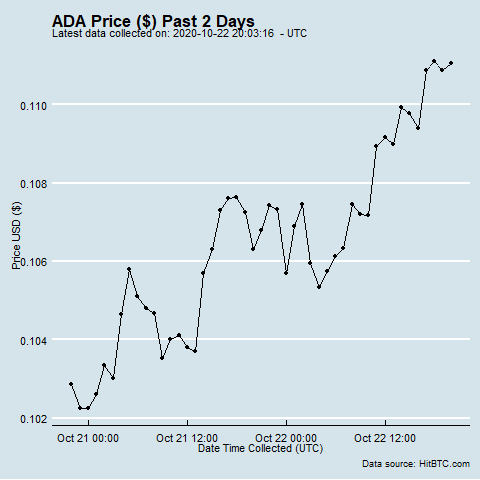 ADA Price ($) Past 2 Days
Latest data collected on: 2020-10-22 20:03:16 - UTC
Price USD ($)
0.110
0.108
0.106
0.104
0.102
Oct 21 00:00 Oct 21 12:00 Oct 22 00:00 Oct 22 12:00
Date Time Collected (UTC)
Data source: HitBTC.com